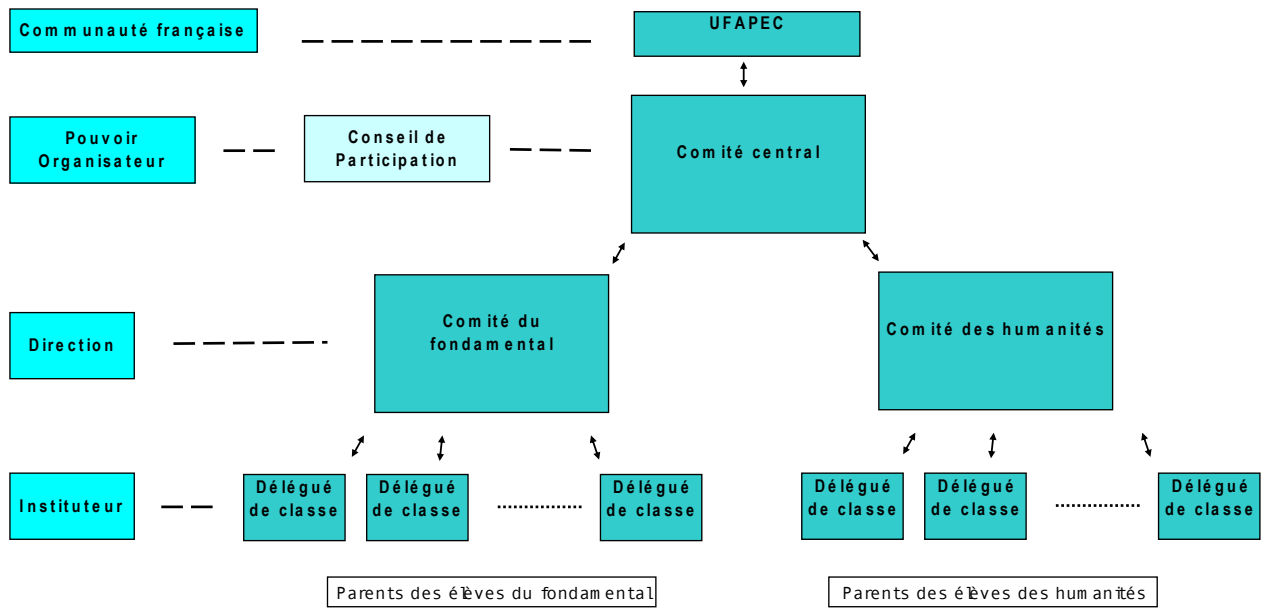 Communauté française
UFAPEC
Pouvoir
Organisateur
Conseil de
Participation
Comité central
Direction
Comité du
fondamental
Comité des humanités
Instituteur
Délégué
de classe
Délégué
de classe
Délégué
de classe
Délégué
de classe
Délégué
de classe
Délégué
de classe
Parents des élèves du fondamental
Parents des élèves des humanités